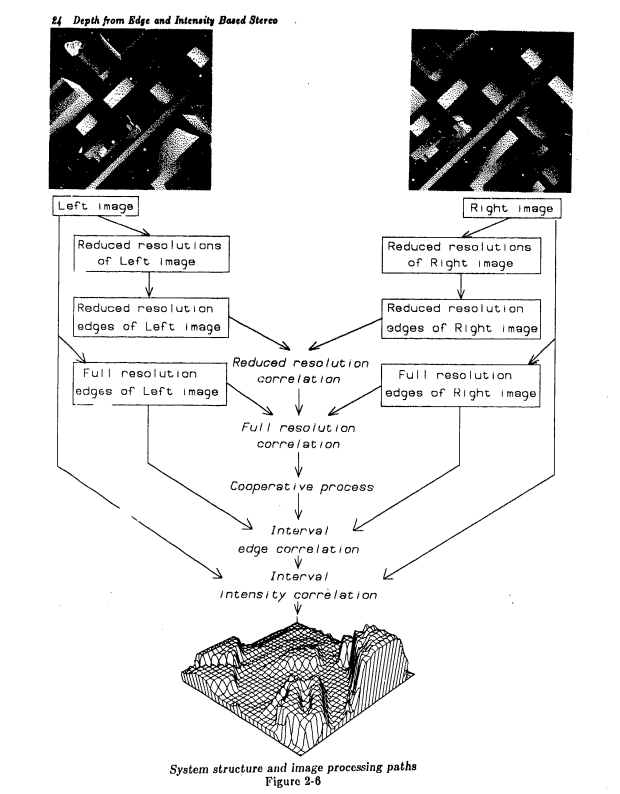 24 Depth from Edge and Intensity Based Stereo
Left image
Right image
Reduced resolutions
of Left image
Reduced resolutions
of Right image
Reduced resolution
edges of Left image
Reduced resolution
edges of Right image
Reduced resolution
correlation
Full resolution
edges of Left image
Full resolution
edges of Right image
Full resolution
correlation
Cooperative process
Interval
edge correlation
Interval
intensity correlation
System structure and image processing paths
Figure 2-6